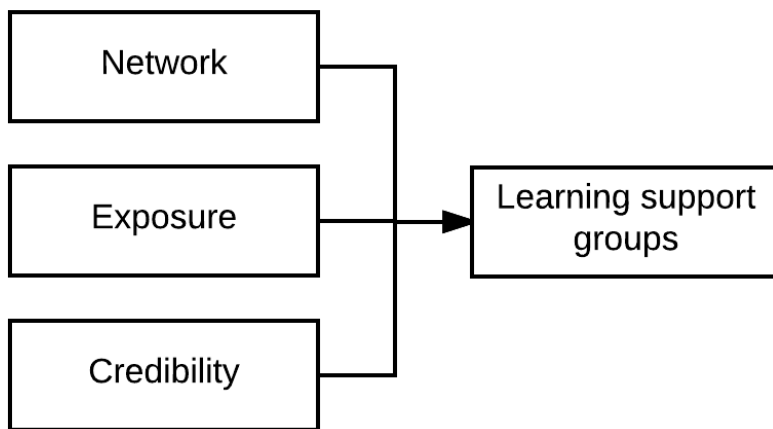 Network
Exposure
Learning support
groups
Credibility